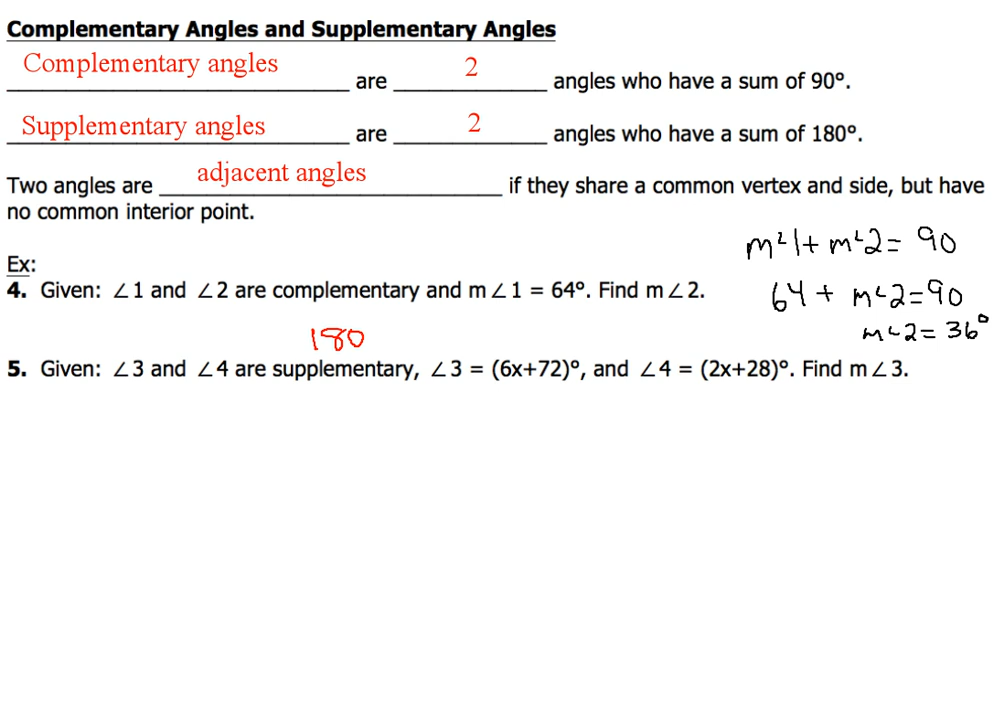 Complementary Angles and Supplementary Angles
Complementary angles are 2 angles who have a sum of 90º.
Supplementary angles are 2 angles who have a sum of 180º.
Two angles are adjacent angles if they share a common vertex and side, but have
no common interior point.
m∠1 + m∠2 = 90
Ex:
4. Given: ∠1 and ∠2 are complementary and m∠1 = 64º. Find m∠2.
64 + m∠2 = 90
m∠2 = 36°
180
5. Given: ∠3 and ∠4 are supplementary, ∠3 = (6x+72)º, and ∠4 = (2x+28)º. Find m∠3.